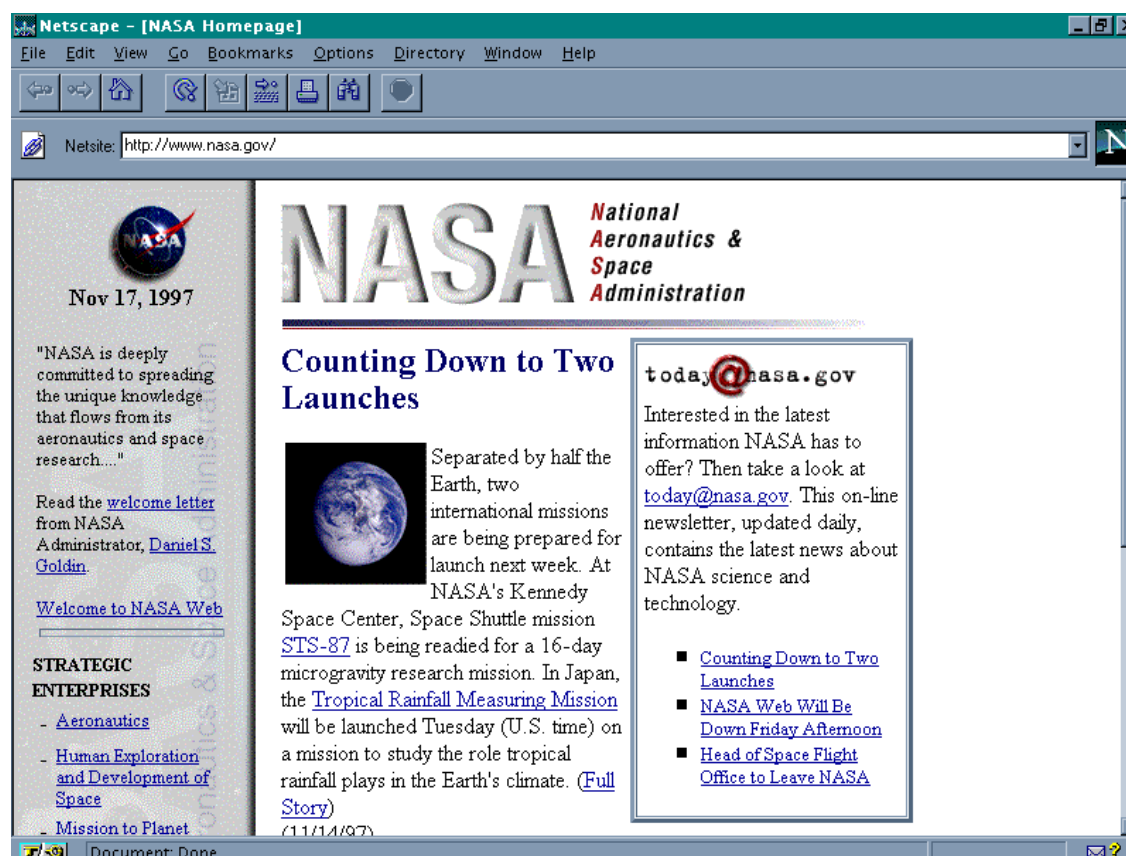 Netscape - [NASA Homepage]
File Edit View Go Bookmarks Options Directory Window Help
Netsite: http://www.nasa.gov/
N
NASA
Nov 17, 1997
"NASA is deeply
committed to spreading
the unique knowledge
that flows from its
aeronautics and space
research...."
Read the welcome letter
from NASA
Administrator, Daniel S.
Goldin.
Welcome to NASA Web
STRATEGIC
ENTERPRISES
Aeronautics
Human Exploration
and Development of
Space
Mission to Planet
onautics & Space Administration
NASA
National
Aeronautics &
Space
Administration
Counting Down to Two
Launches
Separated by half the
Earth, two
international missions
are being prepared for
launch next week. At
NASA's Kennedy
Space Center, Space Shuttle mission
STS-87 is being readied for a 16-day
microgravity research mission. In Japan,
the Tropical Rainfall Measuring Mission
will be launched Tuesday (U.S. time) on
a mission to study the role tropical
rainfall plays in the Earth's climate. (Full
Story)
(11/14/97)
today@nasa.gov
Interested in the latest
information NASA has to
offer? Then take a look at
today@nasa.gov. This on-line
newsletter, updated daily,
contains the latest news about
NASA science and
technology.
Counting Down to Two
Launches
NASA Web Will Be
Down Friday Afternoon
Head of Space Flight
Office to Leave NASA
Document: Done